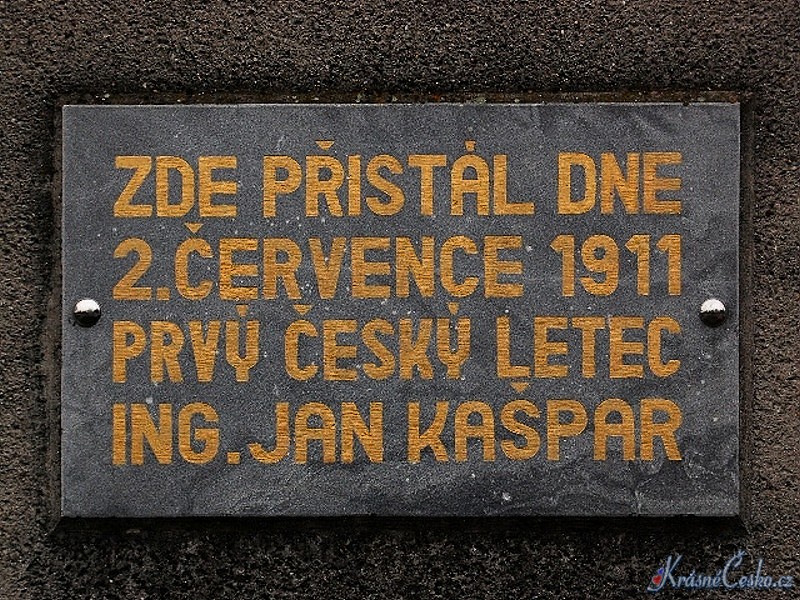 ZDE PŘISTÁL DNE
2.ČERVENCE 1911
PRVÝ ČESKÝ LETEC
ING.JAN KAŠPAR
KrásnéČesko.cz